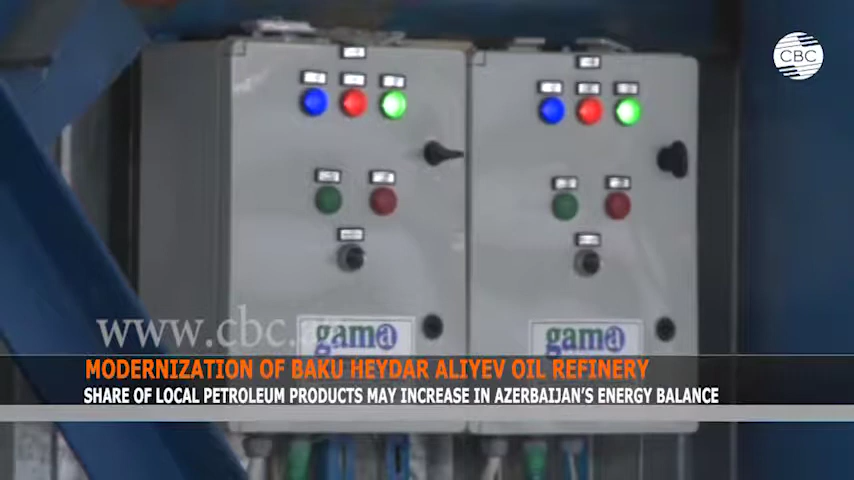 CBC
www.cbc.
gama
gama
MODERNIZATION OF BAKU HEYDAR ALIYEV OIL REFINERY
SHARE OF LOCAL PETROLEUM PRODUCTS MAY INCREASE IN AZERBAIJAN'S ENERGY BALANCE